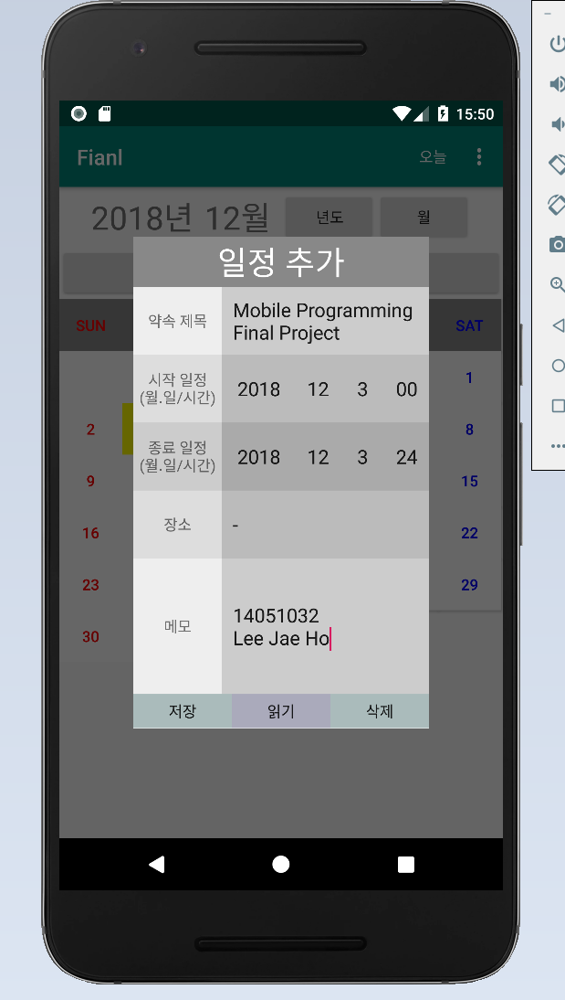 15:50
Fianl
오늘
2018년 12월
년도
월
일정 추가
SUN
SAT
약속 제목
Mobile Programming
Final Project
1
시작 일정
(월.일/시간)
2018 12 3 00
2
8
종료 일정
(월.일/시간)
2018 12 3 24
9
15
장소
-
16
22
23
29
메모
14051032
Lee Jae Ho
30
저장
읽기
삭제